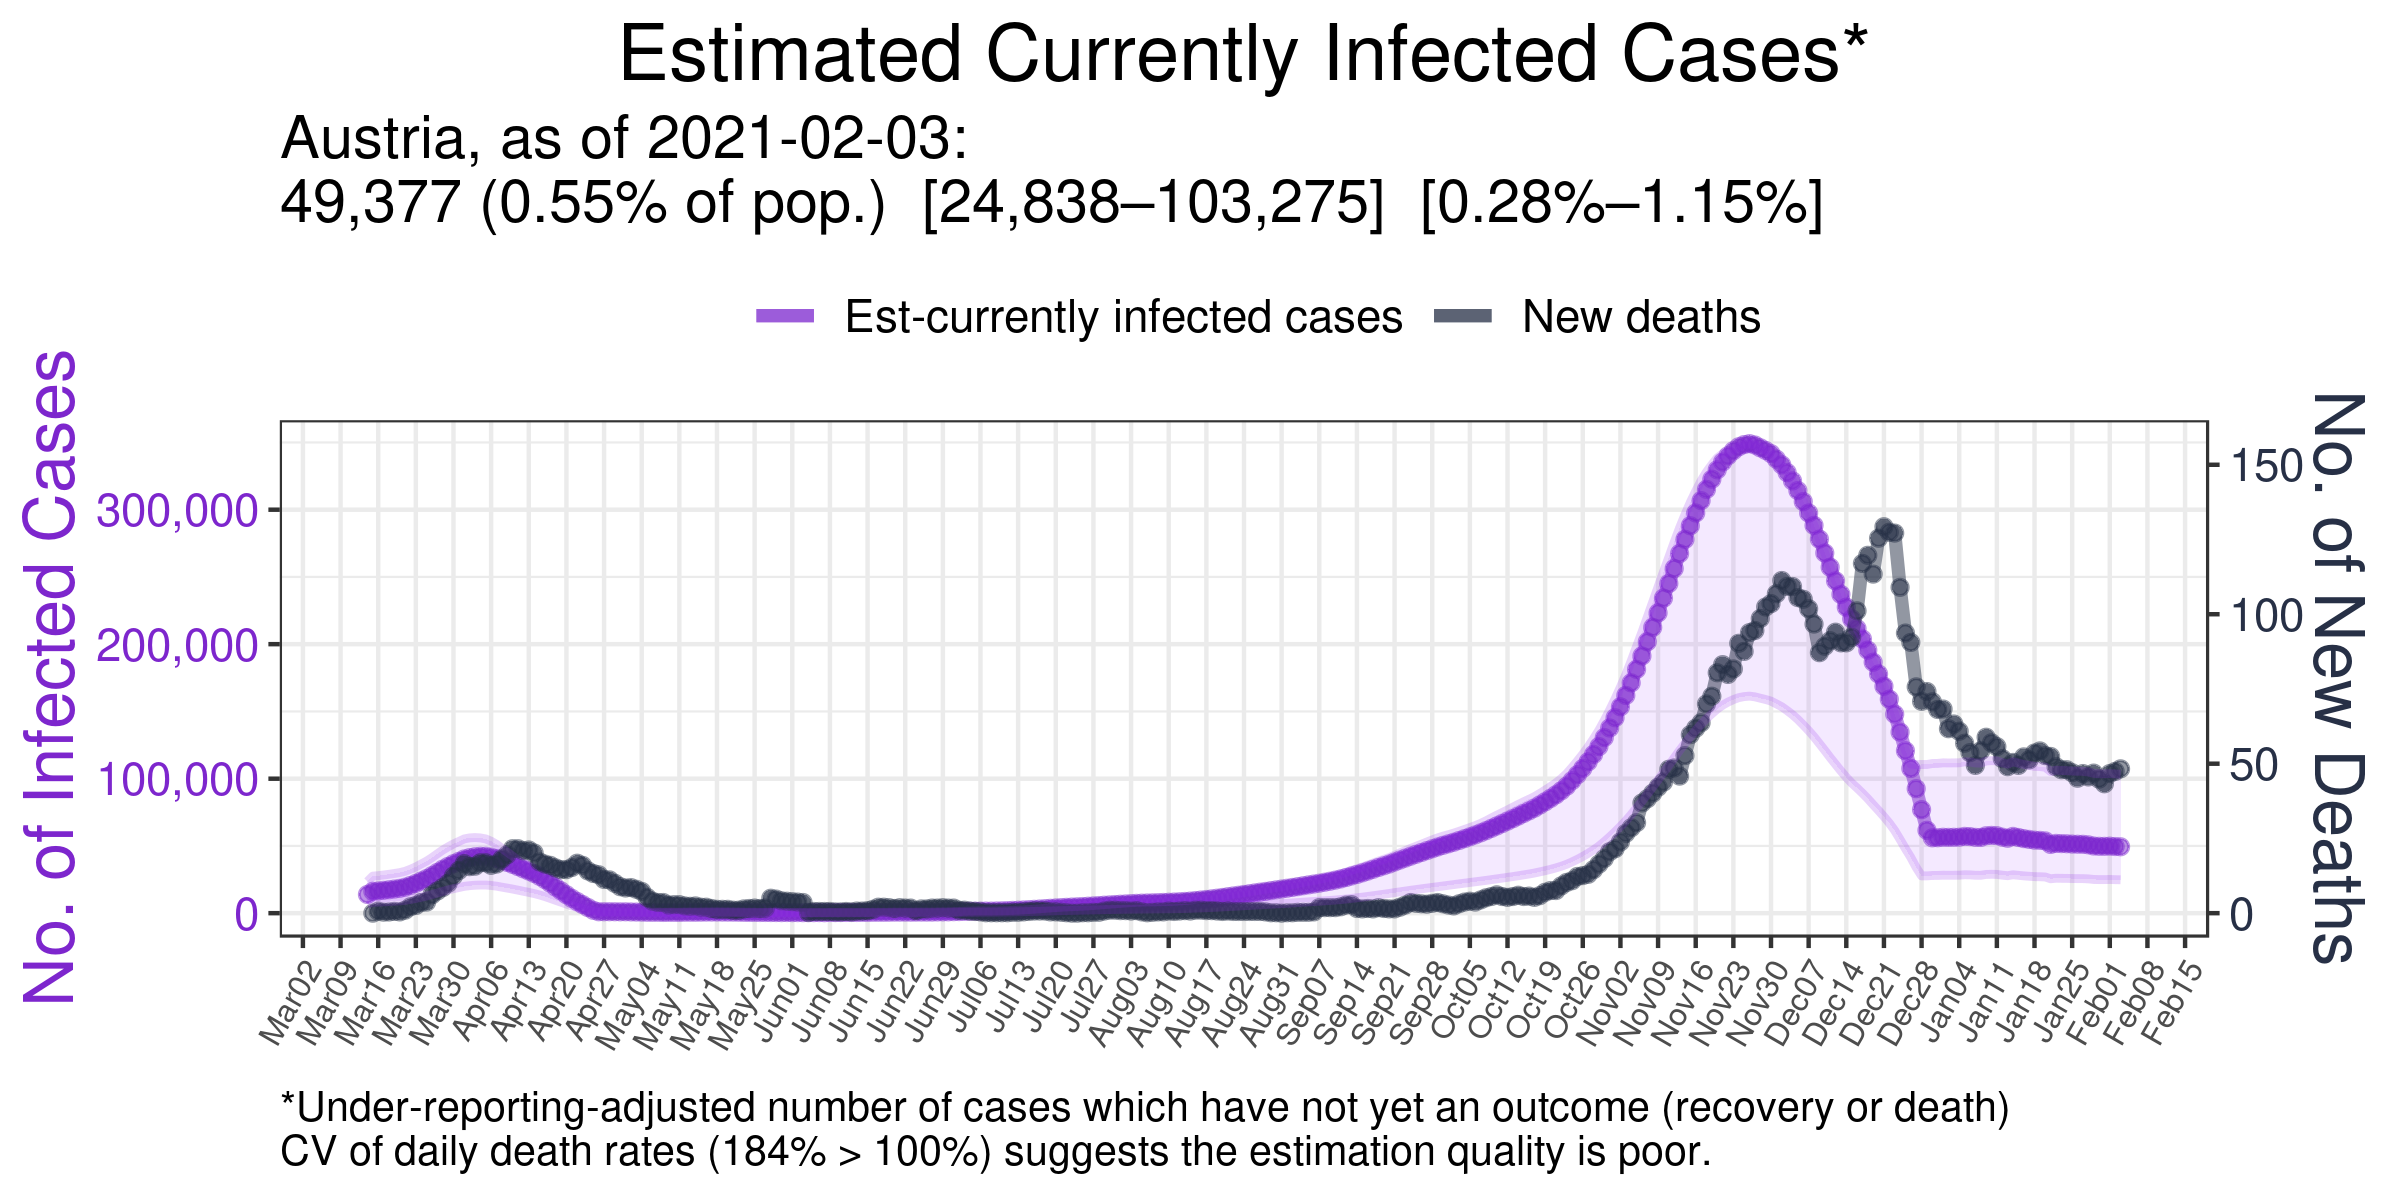 Estimated Currently Infected Cases*
Austria, as of 2021-02-03:
49,377 (0.55% of pop.) [24,838–103,275] [0.28%–1.15%]
Est-currently infected cases New deaths
No. of Infected Cases
300,000
200,000
100,000
0
150
100
50
0
No. of New Deaths
Mar02 Mar09 Mar16 Mar23 Mar30 Apr06 Apr13 Apr20 Apr27 May04 May11 May18 May25 Jun01 Jun08 Jun15 Jun22 Jun29 Jul06 Jul13 Jul20 Jul27 Aug03 Aug10 Aug17 Aug24 Aug31 Sep07 Sep14 Sep21 Sep28 Oct05 Oct12 Oct19 Oct26 Nov02 Nov09 Nov16 Nov23 Nov30 Dec07 Dec14 Dec21 Dec28 Jan04 Jan11 Jan18 Jan25 Feb01 Feb08 Feb15
*Under-reporting-adjusted number of cases which have not yet an outcome (recovery or death)
CV of daily death rates (184% > 100%) suggests the estimation quality is poor.